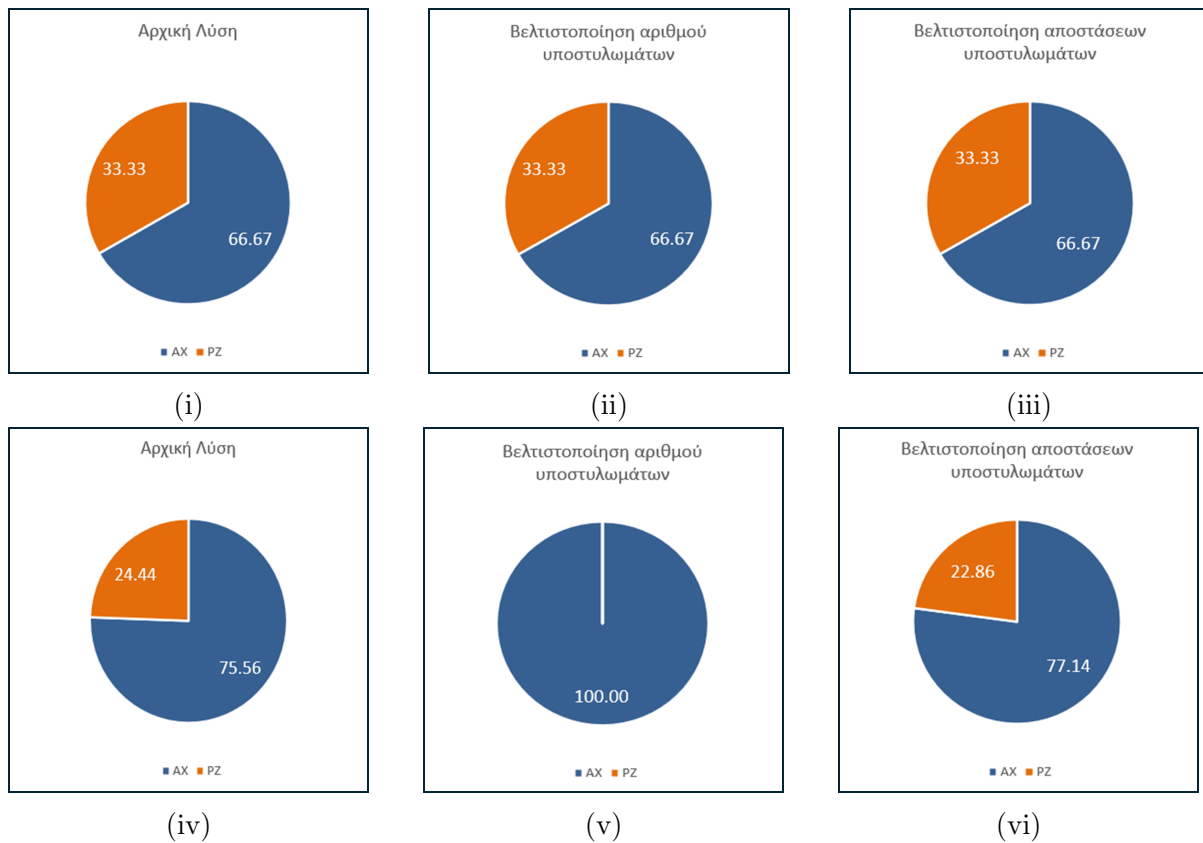 Αρχική Λύση
33.33
66.67
AX PZ
(i)
Βελτιστοποίηση αριθμού
υποστυλωμάτων
33.33
66.67
AX PZ
(ii)
Βελτιστοποίηση αποστάσεων
υποστυλωμάτων
33.33
66.67
AX PZ
(iii)
Αρχική Λύση
24.44
75.56
AX PZ
(iv)
Βελτιστοποίηση αριθμού
υποστυλωμάτων
100.00
AX PZ
(v)
Βελτιστοποίηση αποστάσεων
υποστυλωμάτων
22.86
77.14
AX PZ
(vi)